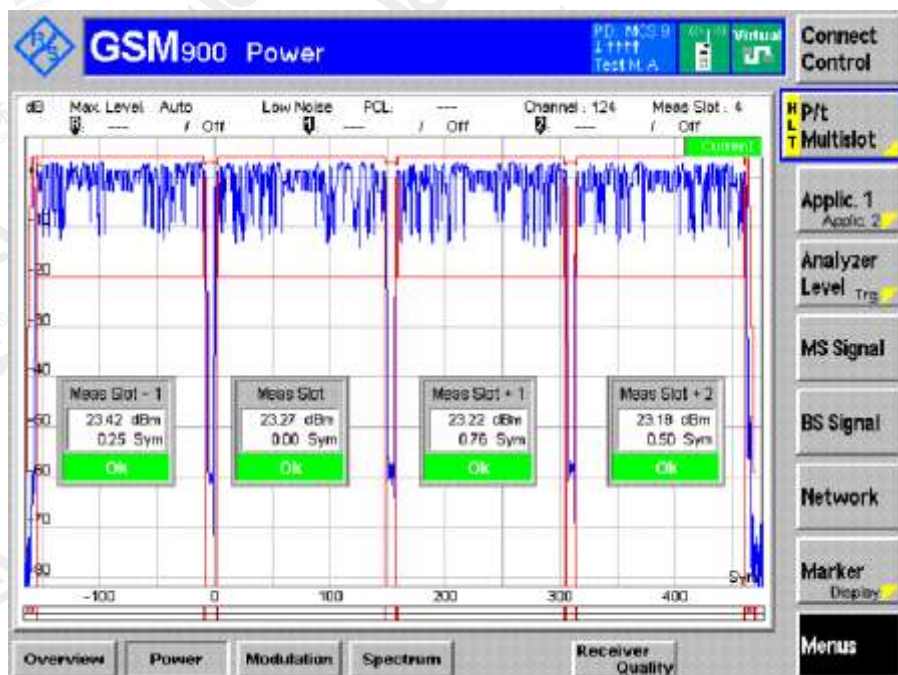 R&S
GSM900 Power
PD: MCS 9
Test M. A
Virtual
Connect Control
dB Max. Level: Auto Low Noise PCL: --- Channel : 124 Meas Slot : 4
R: --- / Off 1: --- / Off 2: --- / Off
Current
HLT
P/t Multislot
Applic. 1
Applic. 2
Analyzer Level Trg.
MS Signal
BS Signal
Network
Marker
Display
Menus
-10
-20
-30
-40
-50
-60
-70
-80
Meas Slot - 1
23.42 dBm
0.25 Sym
Ok
Meas Slot
23.27 dBm
0.00 Sym
Ok
Meas Slot + 1
23.22 dBm
0.76 Sym
Ok
Meas Slot + 2
23.18 dBm
0.50 Sym
Ok
Sym
-100 0 100 200 300 400
Overview
Power
Modulation
Spectrum
Receiver Quality